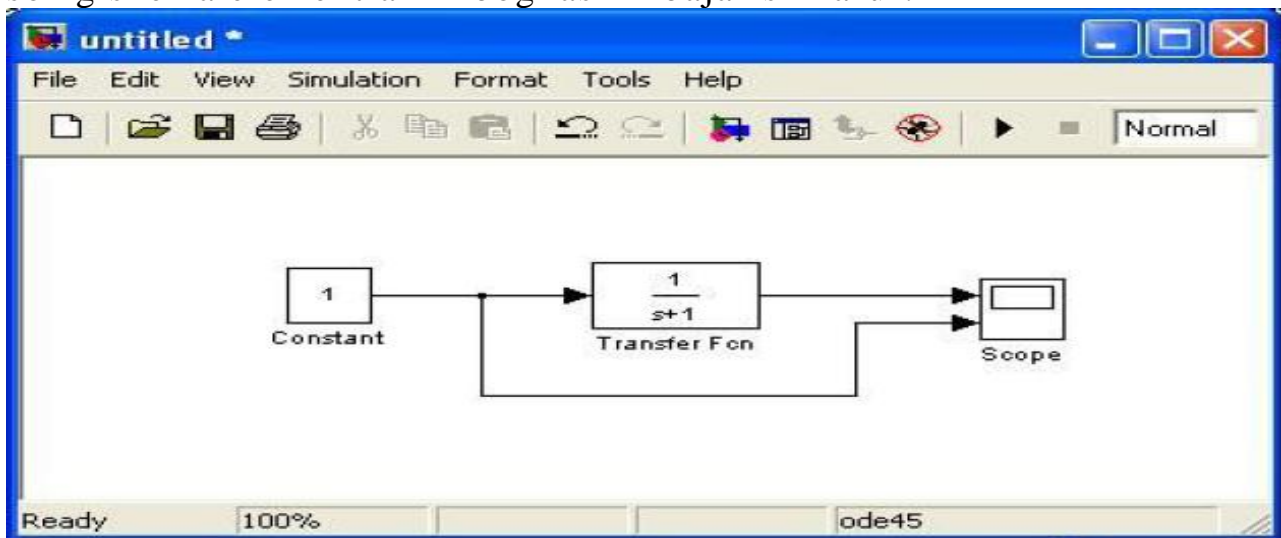 untitled *
File Edit View Simulation Format Tools Help
Normal
1
Constant
1
s+1
Transfer Fcn
Scope
Ready 100% ode45